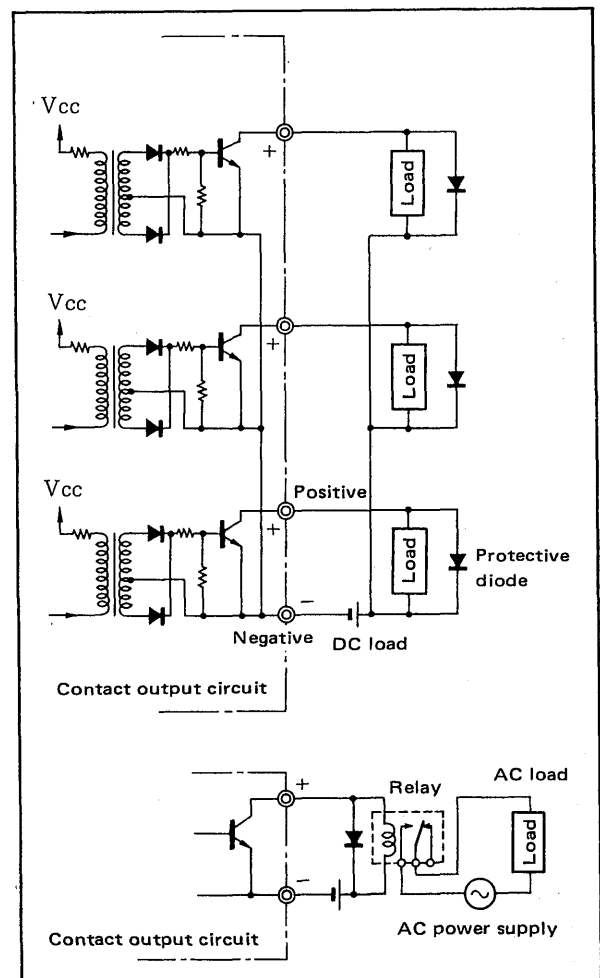 Vcc
+
Load
Vcc
+
Load
Vcc
Positive
+
Load
Protective
diode
−
Negative
DC load
Contact output circuit
AC load
Relay
+
Load
−
AC power supply
Contact output circuit